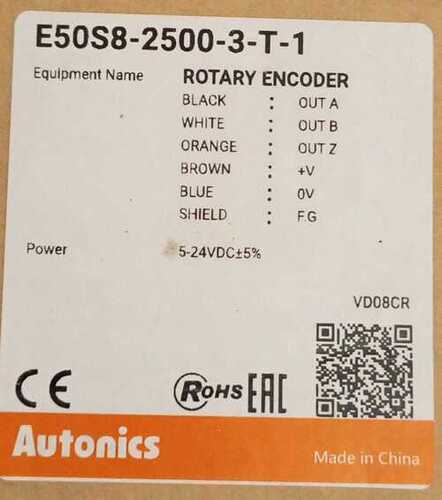 E50S8-2500-3-T-1
Equipment Name ROTARY ENCODER
BLACK : OUT A
WHITE : OUT B
ORANGE : OUT Z
BROWN : +V
BLUE : 0V
SHIELD : F.G
Power 5-24VDC±5%
VD08CR
CE RoHS EAC
Autonics Made in China